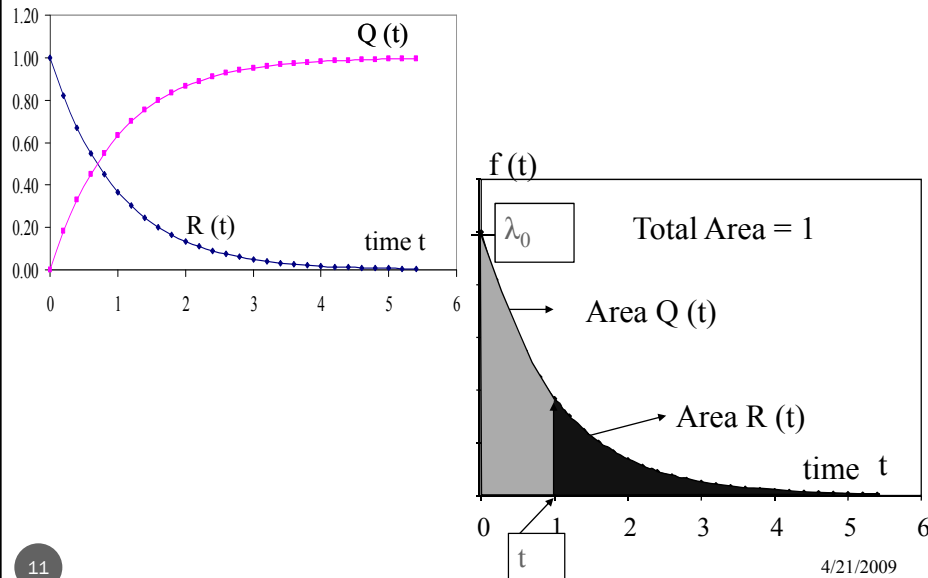 1.20
Q (t)
1.00
0.80
0.60
0.40
R (t)
0.20
time t
0.00
0 1 2 3 4 5 6
f (t)
λ0
Total Area = 1
Area Q (t)
Area R (t)
time t
0 1 2 3 4 5 6
t
11
4/21/2009